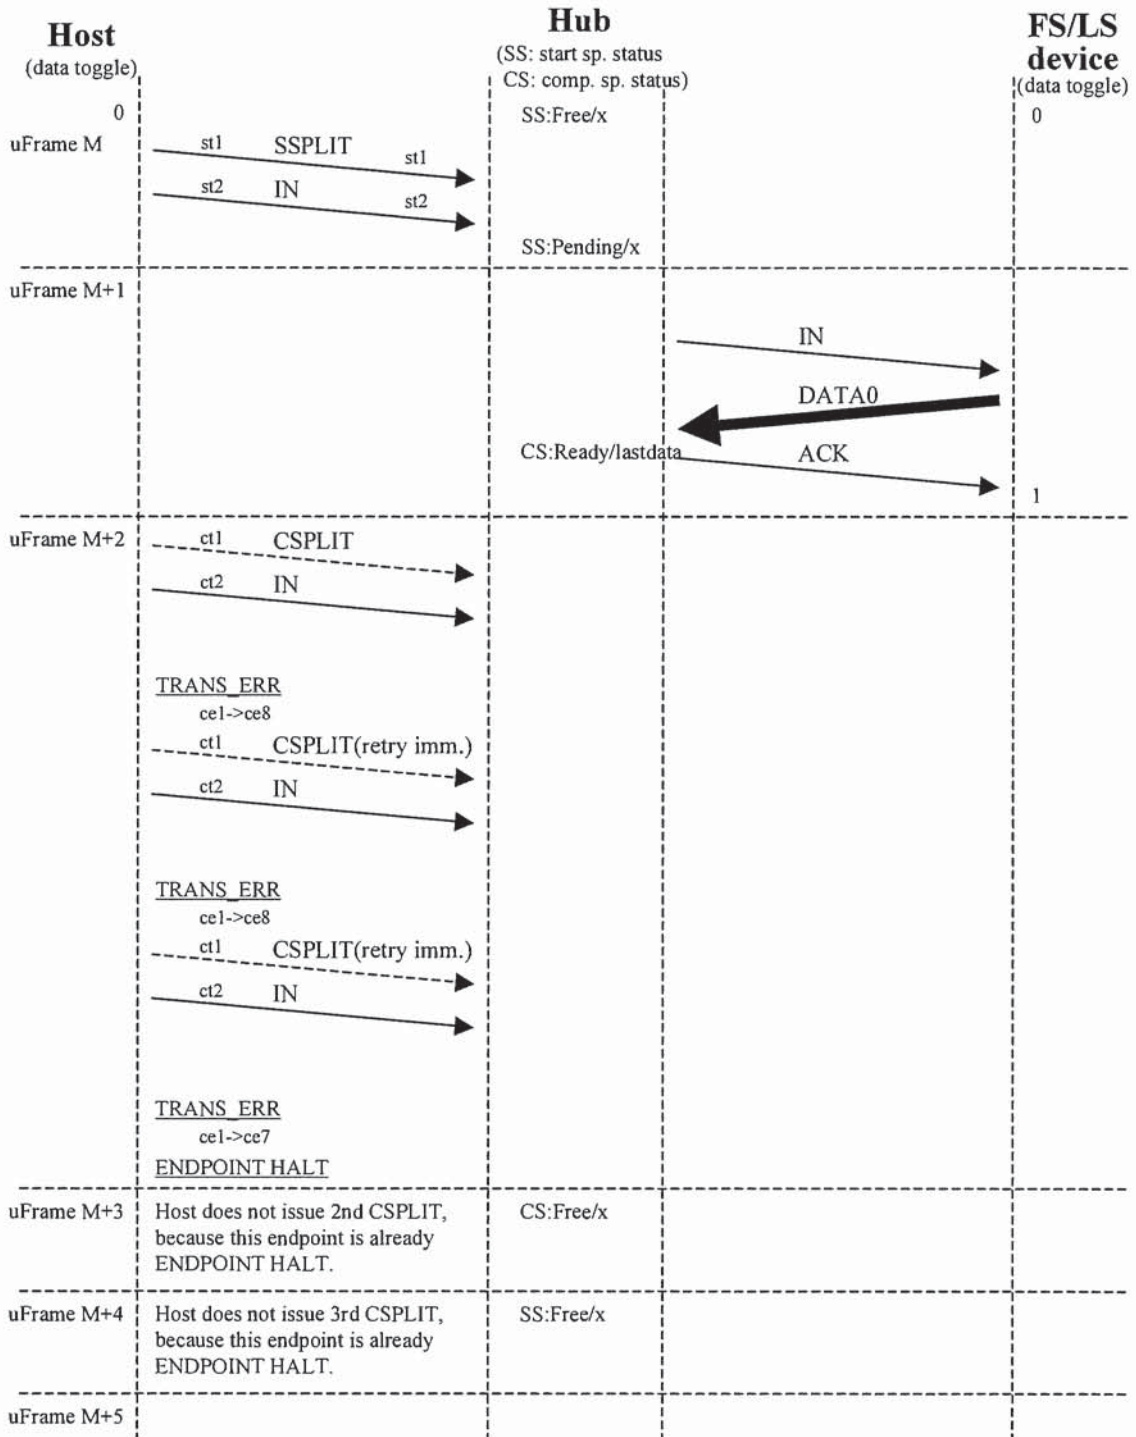 Host
(data toggle)
Hub
(SS: start sp. status
CS: comp. sp. status)
FS/LS
device
(data toggle)
0
SS:Free/x
0
uFrame M
st1 SSPLIT st1
st2 IN st2
SS:Pending/x
uFrame M+1
IN
DATA0
CS:Ready/lastdata
ACK
1
uFrame M+2
ct1 CSPLIT
ct2 IN
TRANS_ERR
ce1->ce8
ct1 CSPLIT(retry imm.)
ct2 IN
TRANS_ERR
ce1->ce8
ct1 CSPLIT(retry imm.)
ct2 IN
TRANS_ERR
ce1->ce7
ENDPOINT HALT
uFrame M+3
Host does not issue 2nd CSPLIT,
because this endpoint is already
ENDPOINT HALT.
CS:Free/x
uFrame M+4
Host does not issue 3rd CSPLIT,
because this endpoint is already
ENDPOINT HALT.
SS:Free/x
uFrame M+5